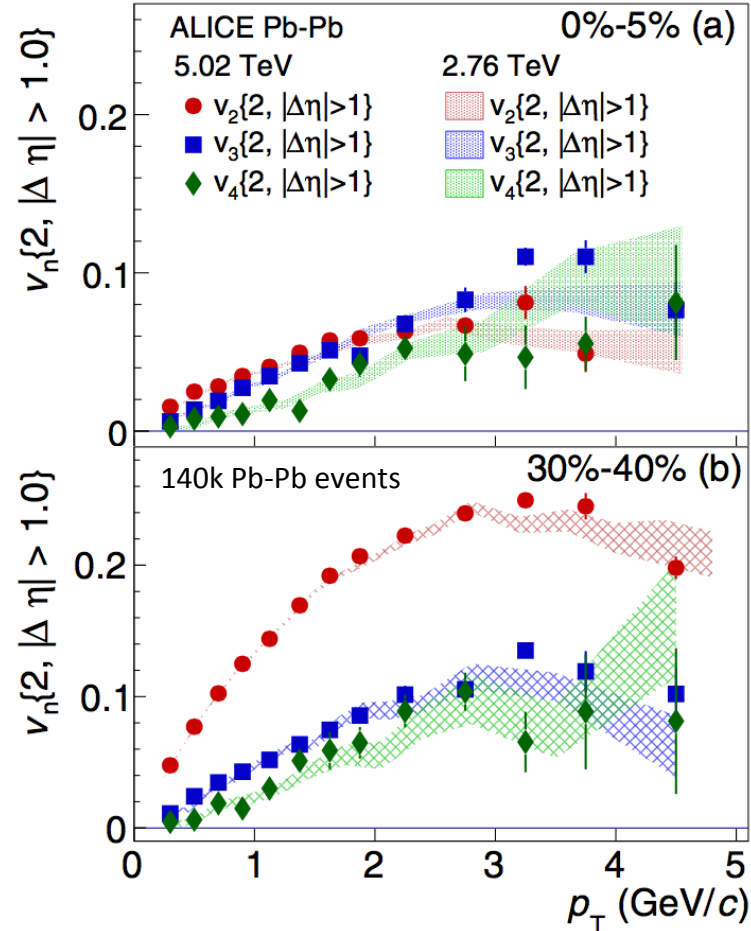 ALICE Pb-Pb
0%-5% (a)
5.02 TeV
2.76 TeV
v₂{2, |Δη|>1}
v₂{2, |Δη|>1}
v₃{2, |Δη|>1}
v₃{2, |Δη|>1}
v₄{2, |Δη|>1}
v₄{2, |Δη|>1}
vₙ{2, |Δ η| > 1.0}
0.2
0.1
0
140k Pb-Pb events
30%-40% (b)
vₙ{2, |Δ η| > 1.0}
0.2
0.1
0
0 1 2 3 4 5
p_T (GeV/c)